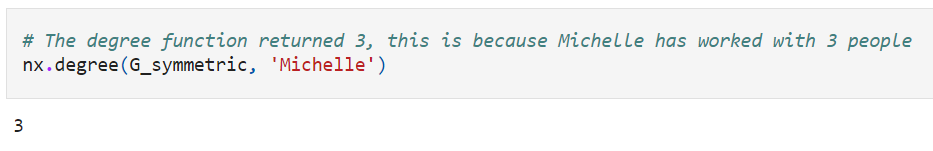 # The degree function returned 3, this is because Michelle has worked with 3 people
nx.degree(G_symmetric, 'Michelle')
3